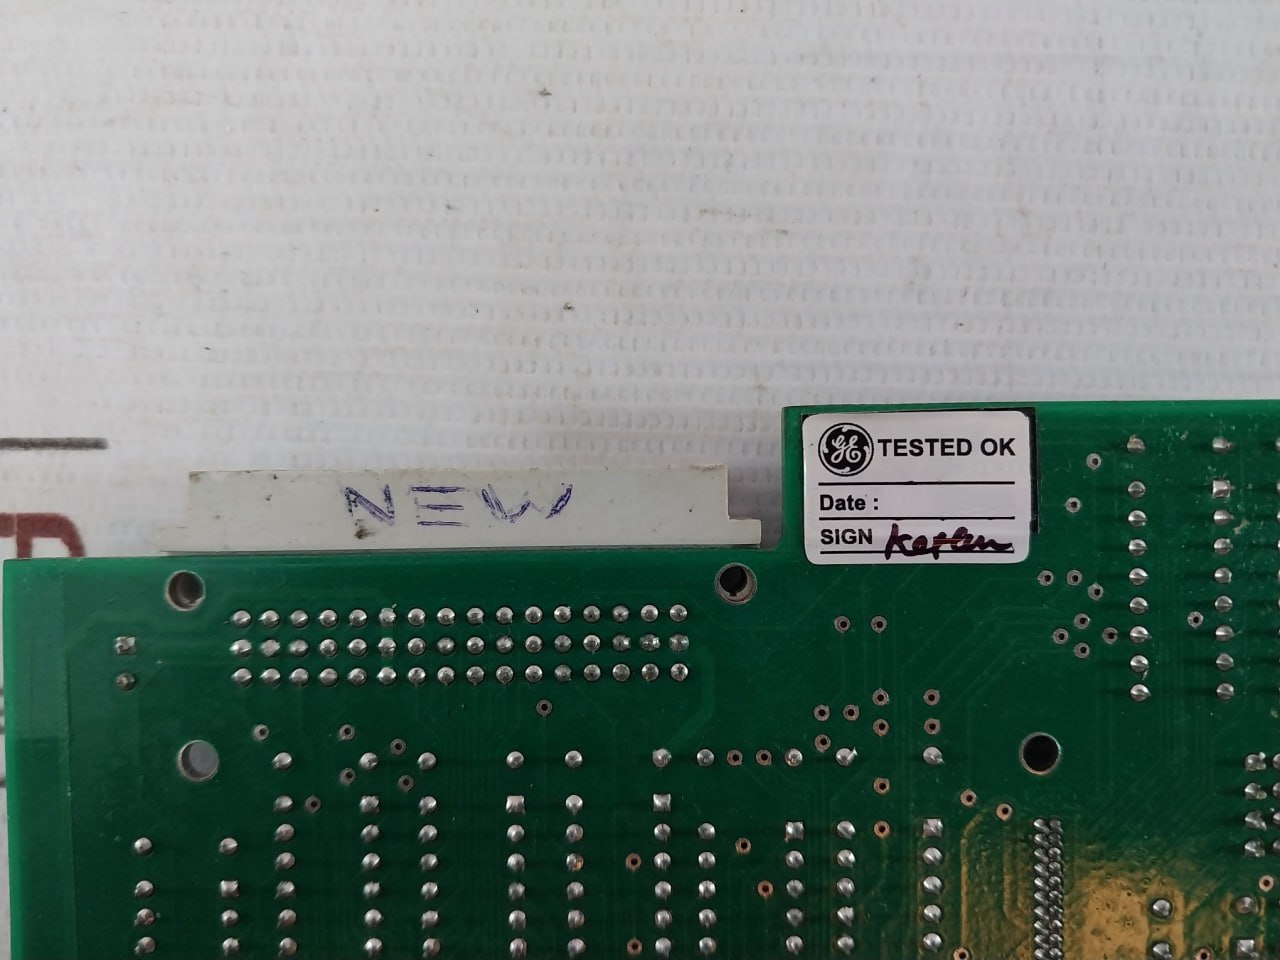 NEW
GE TESTED OK
Date :
SIGN